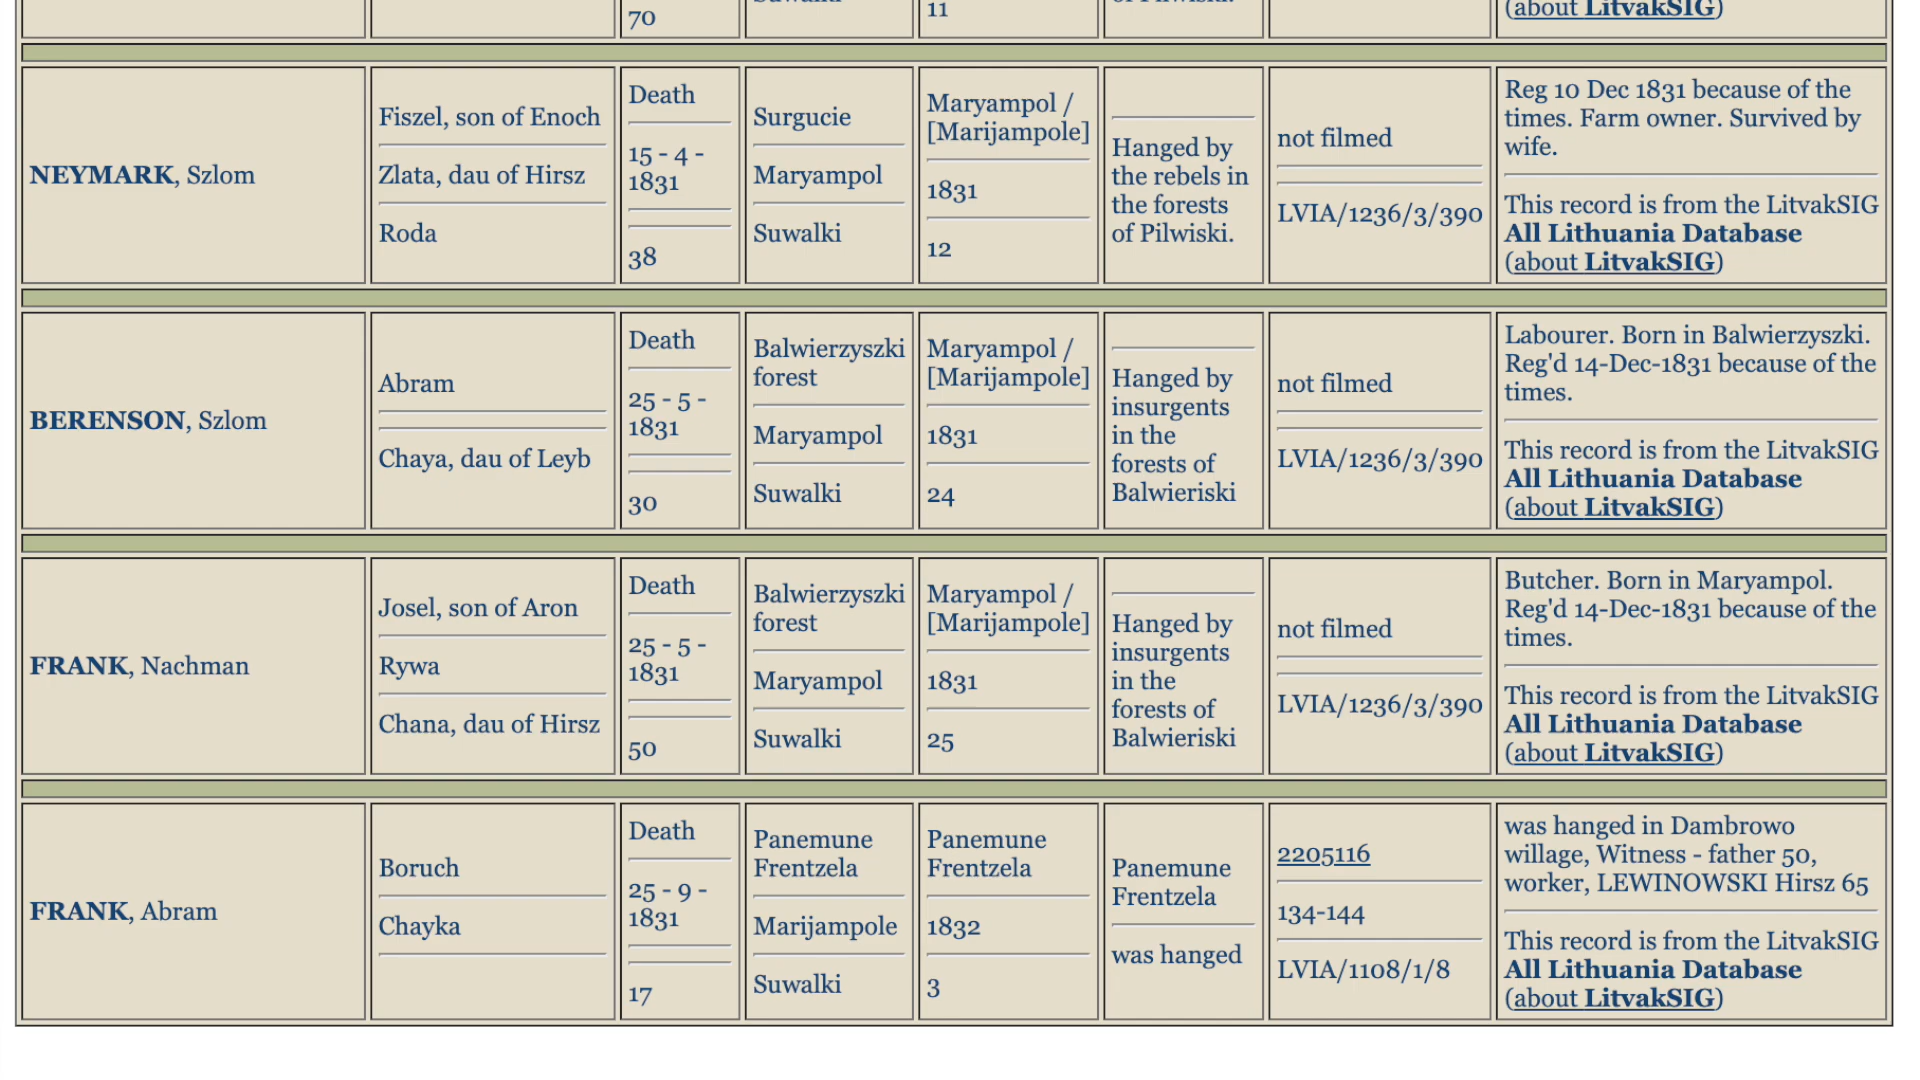 70
Suwalki
11
of Pilwiski.
(about LitvakSIG)
NEYMARK, Szlom
Fiszel, son of Enoch
Zlata, dau of Hirsz
Roda
Death
15 - 4 -
1831
38
Surgucie
Maryampol
Suwalki
Maryampol /
[Marijampole]
1831
12
Hanged by
the rebels in
the forests
of Pilwiski.
not filmed
LVIA/1236/3/390
Reg 10 Dec 1831 because of the
times. Farm owner. Survived by
wife.
This record is from the LitvakSIG
All Lithuania Database
(about LitvakSIG)
BERENSON, Szlom
Abram
Chaya, dau of Leyb
Death
25 - 5 -
1831
30
Balwierzyszki
forest
Maryampol
Suwalki
Maryampol /
[Marijampole]
1831
24
Hanged by
insurgents
in the
forests of
Balwieriski
not filmed
LVIA/1236/3/390
Labourer. Born in Balwierzyszki.
Reg'd 14-Dec-1831 because of the
times.
This record is from the LitvakSIG
All Lithuania Database
(about LitvakSIG)
FRANK, Nachman
Josel, son of Aron
Rywa
Chana, dau of Hirsz
Death
25 - 5 -
1831
50
Balwierzyszki
forest
Maryampol
Suwalki
Maryampol /
[Marijampole]
1831
25
Hanged by
insurgents
in the
forests of
Balwieriski
not filmed
LVIA/1236/3/390
Butcher. Born in Maryampol.
Reg'd 14-Dec-1831 because of the
times.
This record is from the LitvakSIG
All Lithuania Database
(about LitvakSIG)
FRANK, Abram
Boruch
Chayka
Death
25 - 9 -
1831
17
Panemune
Frentzela
Marijampole
Suwalki
Panemune
Frentzela
1832
3
Panemune
Frentzela
was hanged
2205116
134-144
LVIA/1108/1/8
was hanged in Dambrowo
willage, Witness - father 50,
worker, LEWINOWSKI Hirsz 65
This record is from the LitvakSIG
All Lithuania Database
(about LitvakSIG)